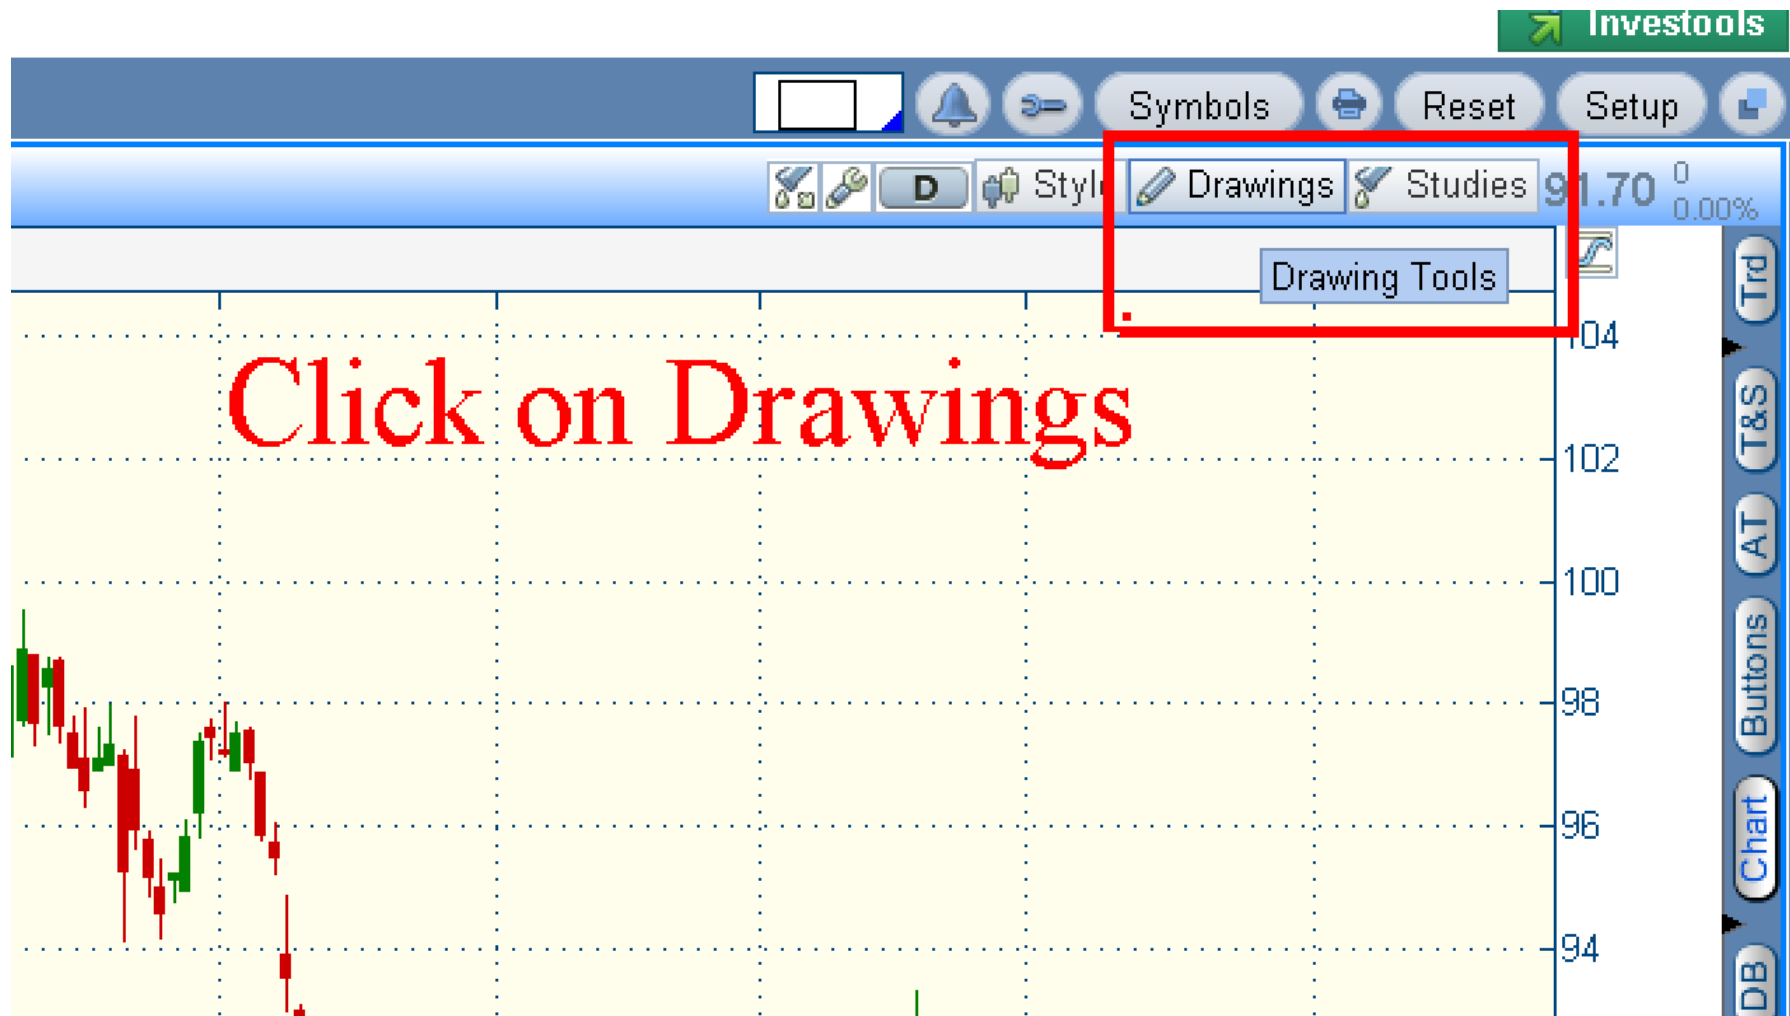 Investools
Symbols Reset Setup
D Style Drawings Studies 91.70 0
0.00%
Drawing Tools
Trd
104
Click on Drawings
T&S
102
AT
100
Buttons
98
Chart
96
94
DB